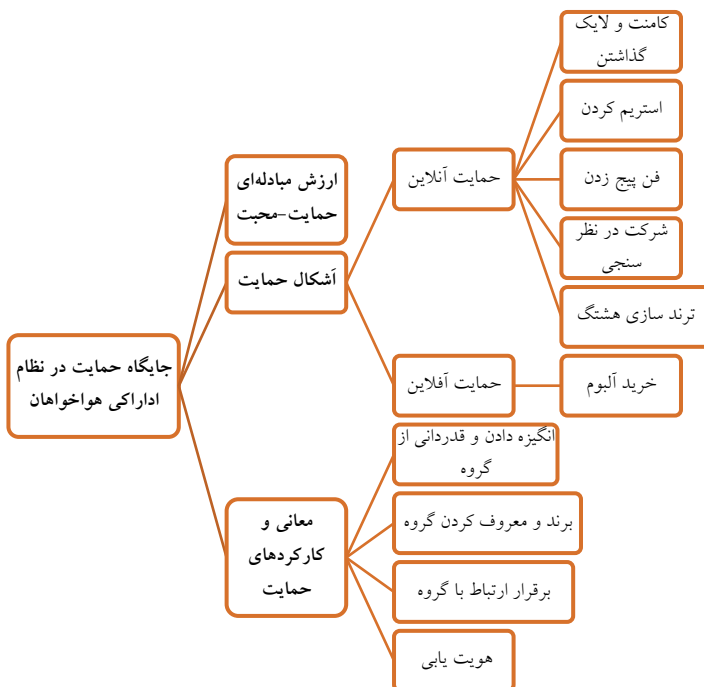 کامنت و لایک
گذاشتن
استریم کردن
فن پیج زدن
شرکت در نظر
سنجی
ترند سازی هشتگ
حمایت آنلاین
ارزش مبادله‌ای
حمایت-محبت
اَشکال حمایت
حمایت آفلاین
خرید آلبوم
جایگاه حمایت در نظام
اداراکی هواخواهان
انگیزه دادن و قدردانی از
گروه
برند و معروف کردن گروه
معانی و
کارکردهای
حمایت
برقرار ارتباط با گروه
هویت یابی